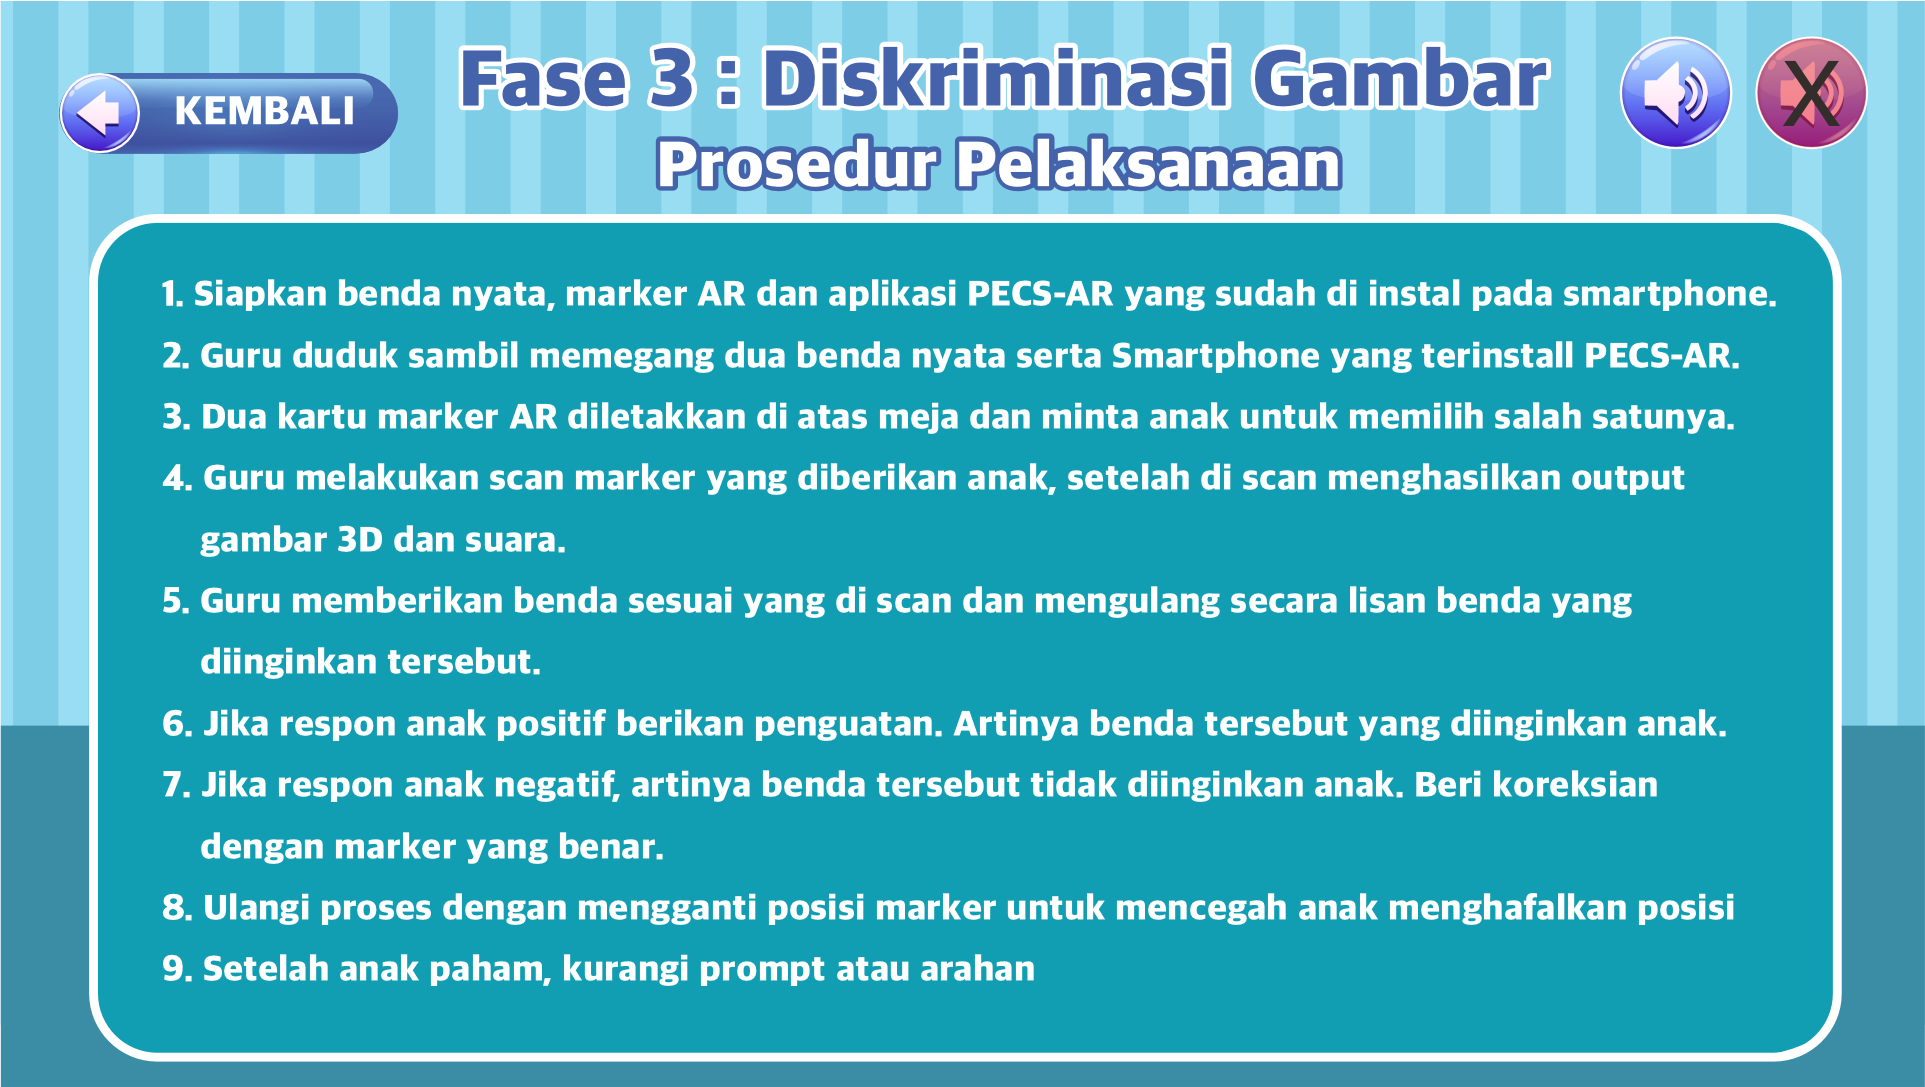 KEMBALI
Fase 3 : Diskriminasi Gambar
Prosedur Pelaksanaan
X
1. Siapkan benda nyata, marker AR dan aplikasi PECS-AR yang sudah di instal pada smartphone.
2. Guru duduk sambil memegang dua benda nyata serta Smartphone yang terinstall PECS-AR.
3. Dua kartu marker AR diletakkan di atas meja dan minta anak untuk memilih salah satunya.
4. Guru melakukan scan marker yang diberikan anak, setelah di scan menghasilkan output
gambar 3D dan suara.
5. Guru memberikan benda sesuai yang di scan dan mengulang secara lisan benda yang
diinginkan tersebut.
6. Jika respon anak positif berikan penguatan. Artinya benda tersebut yang diinginkan anak.
7. Jika respon anak negatif, artinya benda tersebut tidak diinginkan anak. Beri koreksian
dengan marker yang benar.
8. Ulangi proses dengan mengganti posisi marker untuk mencegah anak menghafalkan posisi
9. Setelah anak paham, kurangi prompt atau arahan